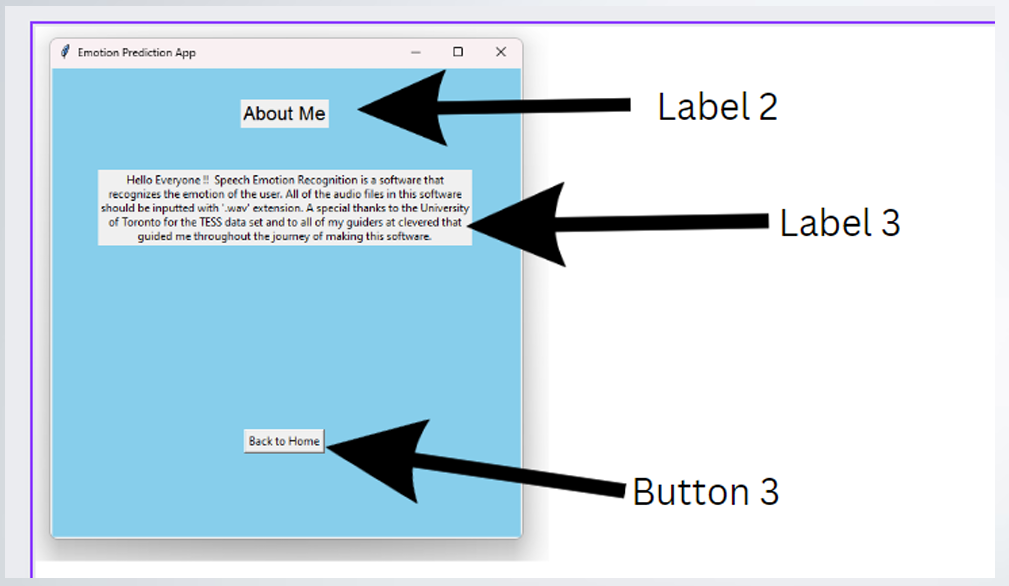 Emotion Prediction App
About Me
Label 2
Hello Everyone !!  Speech Emotion Recognition is a software that
recognizes the emotion of the user. All of the audio files in this software
should be inputted with '.wav' extension. A special thanks to the University
of Toronto for the TESS data set and to all of my guiders at clevered that
guided me throughout the journey of making this software.
Label 3
Back to Home
Button 3